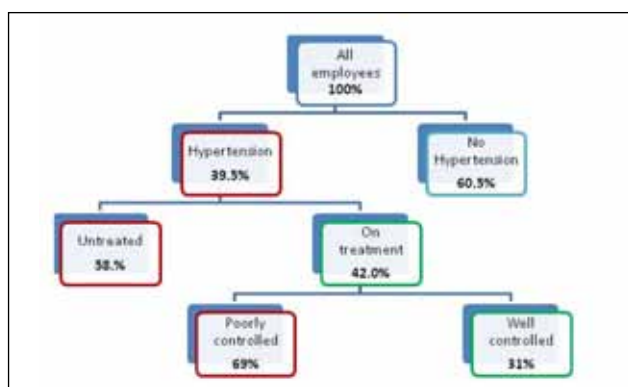 All
employees
100%
Hypertension
39.5%
No
Hypertension
60.5%
Untreated
58.%
On
treatment
42.0%
Poorly
controlled
69%
Well
controlled
31%